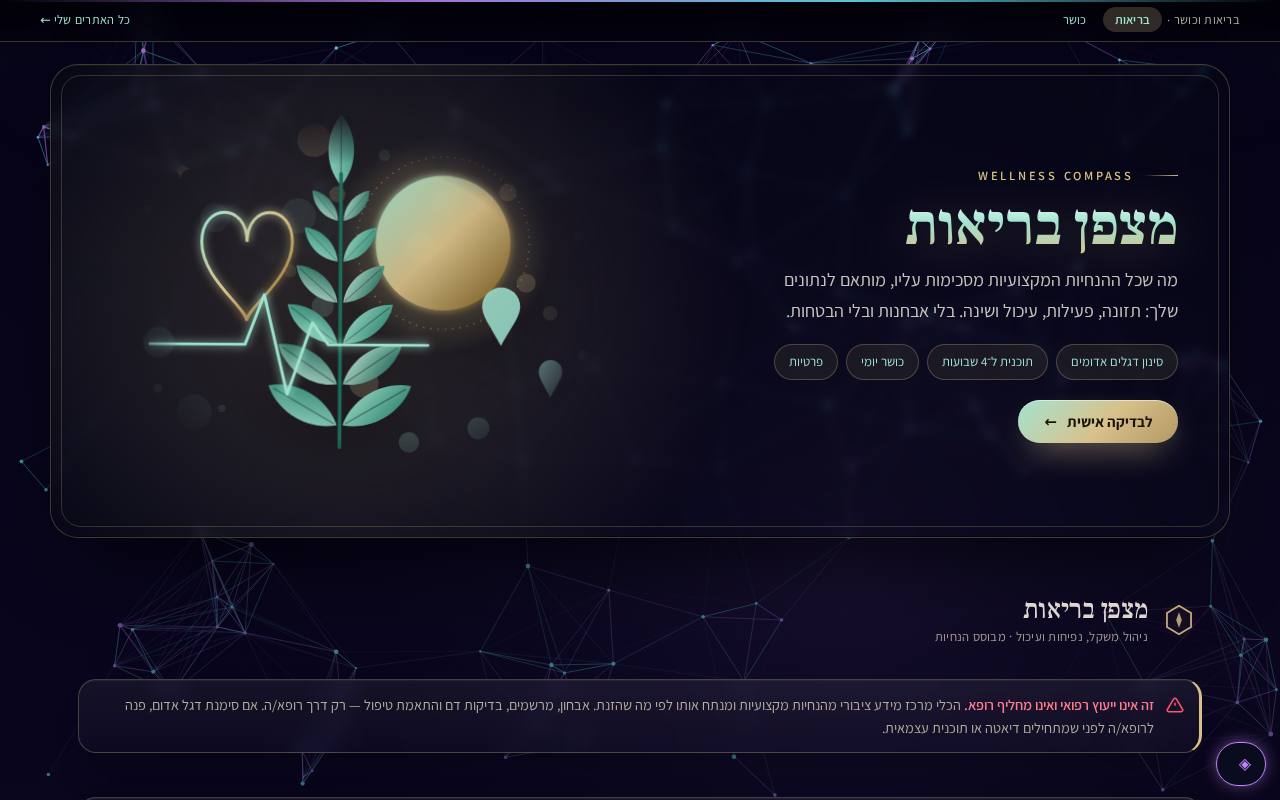 בריאות וכושר · בריאות כושר
כל האתרים שלי ←
WELLNESS COMPASS
מצפן בריאות
מה שכל ההנחיות המקצועיות מסכימות עליו, מותאם לנתונים
שלך: תזונה, פעילות, עיכול ושינה. בלי אבחנות ובלי הבטחות.
סינון דגלים אדומים
תוכנית ל־4 שבועות
כושר יומי
פרטיות
לבדיקה אישית ←
מצפן בריאות
ניהול משקל, נפיחות ועיכול · מבוסס הנחיות
זה אינו ייעוץ רפואי ואינו מחליף רופא. הכלי מרכז מידע ציבורי מהנחיות מקצועיות ומנתח אותו לפי מה שהזנת. אבחון, מרשמים, בדיקות דם והתאמת טיפול — רק דרך רופא/ה. אם סימנת דגל אדום, פנה
לרופא/ה לפני שמתחילים דיאטה או תוכנית עצמאית.